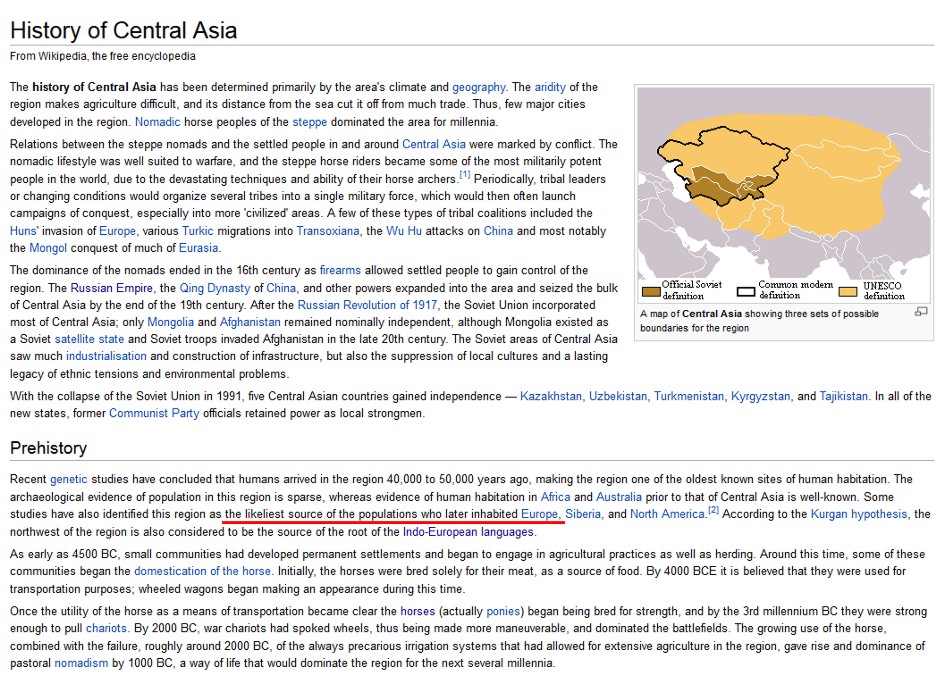 History of Central Asia
From Wikipedia, the free encyclopedia
The history of Central Asia has been determined primarily by the area's climate and geography. The aridity of the
region makes agriculture difficult, and its distance from the sea cut it off from much trade. Thus, few major cities
developed in the region. Nomadic horse peoples of the steppe dominated the area for millennia.
Relations between the steppe nomads and the settled people in and around Central Asia were marked by conflict. The
nomadic lifestyle was well suited to warfare, and the steppe horse riders became some of the most militarily potent
people in the world, due to the devastating techniques and ability of their horse archers.[1] Periodically, tribal leaders
or changing conditions would organize several tribes into a single military force, which would then often launch
campaigns of conquest, especially into more 'civilized' areas. A few of these types of tribal coalitions included the
Huns' invasion of Europe, various Turkic migrations into Transoxiana, the Wu Hu attacks on China and most notably
the Mongol conquest of much of Eurasia.
The dominance of the nomads ended in the 16th century as firearms allowed settled people to gain control of the
region. The Russian Empire, the Qing Dynasty of China, and other powers expanded into the area and seized the bulk
of Central Asia by the end of the 19th century. After the Russian Revolution of 1917, the Soviet Union incorporated
most of Central Asia; only Mongolia and Afghanistan remained nominally independent, although Mongolia existed as
a Soviet satellite state and Soviet troops invaded Afghanistan in the late 20th century. The Soviet areas of Central Asia
saw much industrialisation and construction of infrastructure, but also the suppression of local cultures and a lasting
legacy of ethnic tensions and environmental problems.
Official Soviet definition
Common modern definition
UNESCO definition
A map of Central Asia showing three sets of possible
boundaries for the region
With the collapse of the Soviet Union in 1991, five Central Asian countries gained independence — Kazakhstan, Uzbekistan, Turkmenistan, Kyrgyzstan, and Tajikistan. In all of the
new states, former Communist Party officials retained power as local strongmen.
Prehistory
Recent genetic studies have concluded that humans arrived in the region 40,000 to 50,000 years ago, making the region one of the oldest known sites of human habitation. The
archaeological evidence of population in this region is sparse, whereas evidence of human habitation in Africa and Australia prior to that of Central Asia is well-known. Some
studies have also identified this region as the likeliest source of the populations who later inhabited Europe, Siberia, and North America.[2] According to the Kurgan hypothesis, the
northwest of the region is also considered to be the source of the root of the Indo-European languages.
As early as 4500 BC, small communities had developed permanent settlements and began to engage in agricultural practices as well as herding. Around this time, some of these
communities began the domestication of the horse. Initially, the horses were bred solely for their meat, as a source of food. By 4000 BCE it is believed that they were used for
transportation purposes; wheeled wagons began making an appearance during this time.
Once the utility of the horse as a means of transportation became clear the horses (actually ponies) began being bred for strength, and by the 3rd millennium BC they were strong
enough to pull chariots. By 2000 BC, war chariots had spoked wheels, thus being made more maneuverable, and dominated the battlefields. The growing use of the horse,
combined with the failure, roughly around 2000 BC, of the always precarious irrigation systems that had allowed for extensive agriculture in the region, gave rise and dominance of
pastoral nomadism by 1000 BC, a way of life that would dominate the region for the next several millennia.